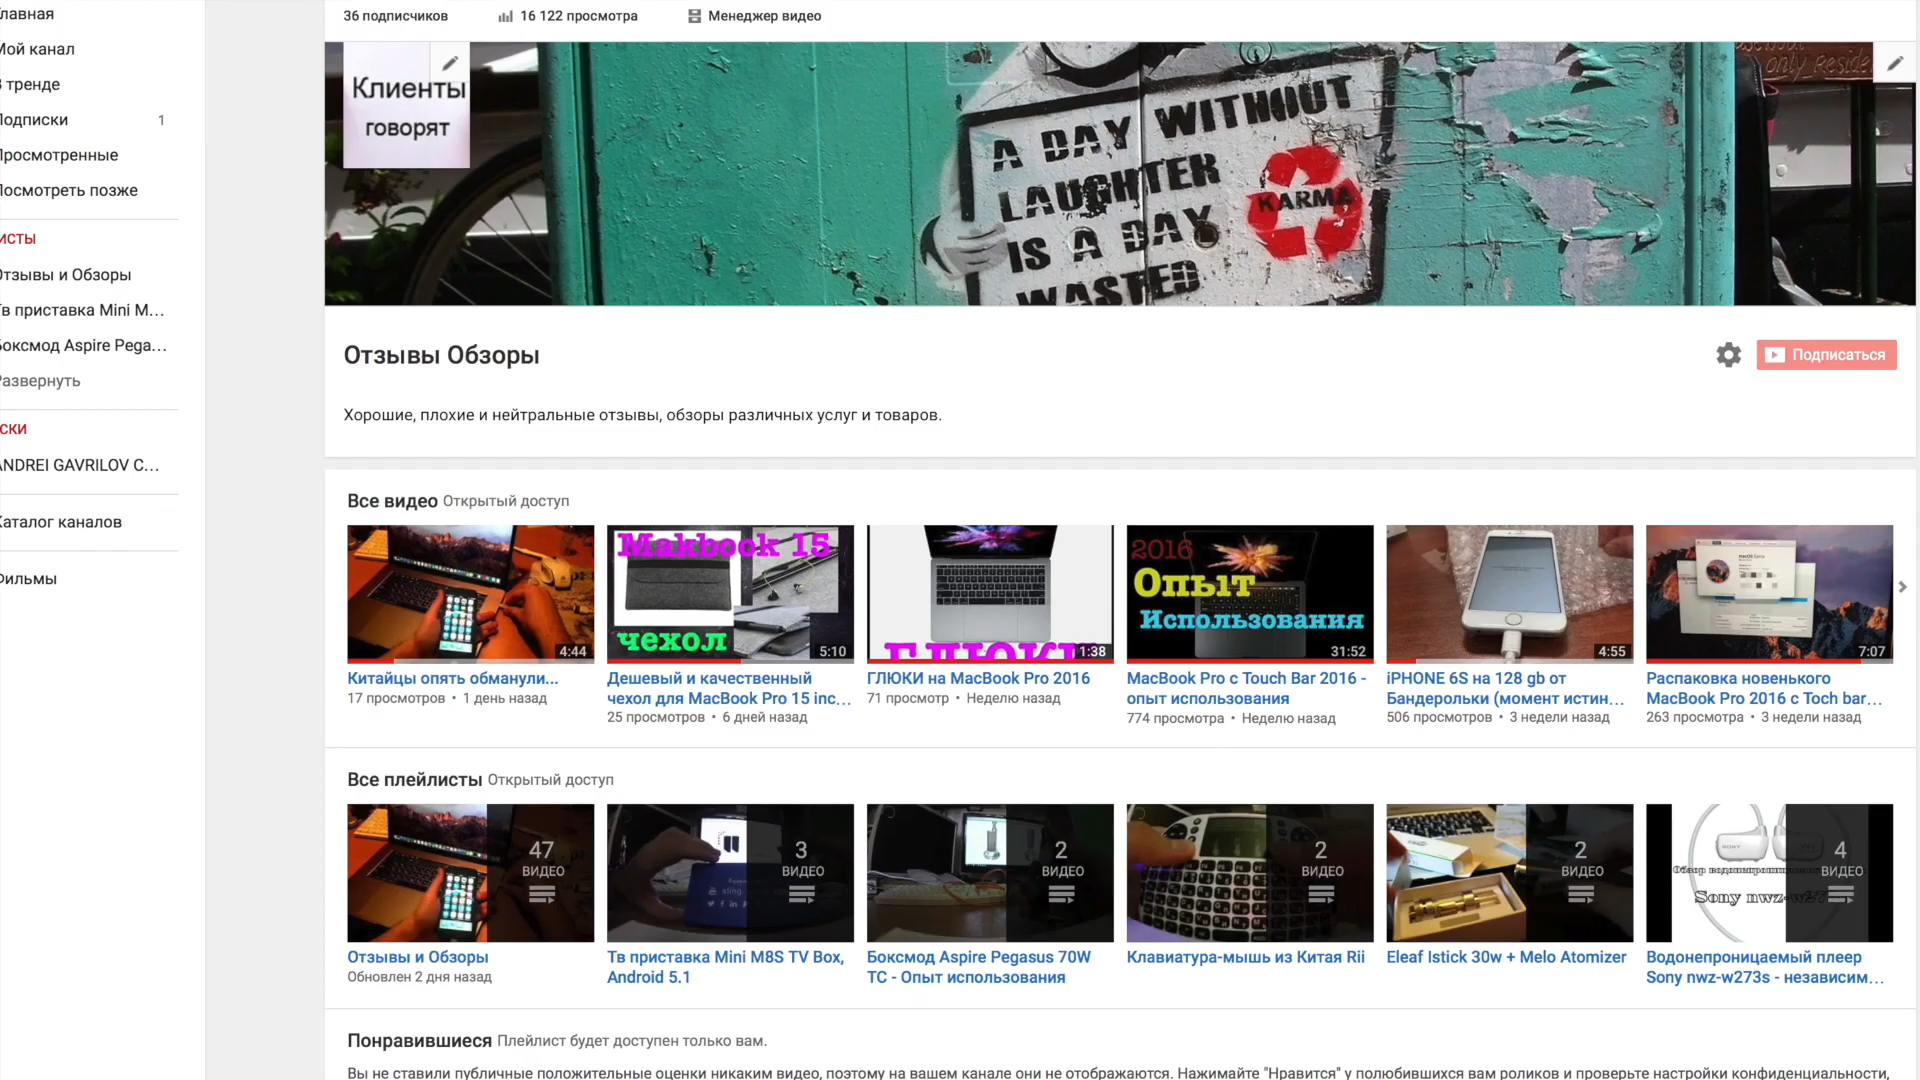 36 подписчиков
16 122 просмотра
Менеджер видео
лавная
Мой канал
тренде
Подписки 1
Просмотренные
Посмотреть позже
исты
Отзывы и Обзоры
Тв приставка Mini M...
Боксмод Aspire Pega...
Развернуть
ски
ANDREI GAVRILOV C...
Каталог каналов
Фильмы
Клиенты
говорят
A DAY WITHOUT
LAUGHTER
IS A DAY
WASTED
KARMA
only Reside
Отзывы Обзоры
Подписаться
Хорошие, плохие и нейтральные отзывы, обзоры различных услуг и товаров.
Все видео Открытый доступ
4:44
Makbook 15
чехол
5:10
ГЛЮКИ
1:38
2016
Опыт
Использования
31:52
4:55
7:07
Китайцы опять обманули...
17 просмотров • 1 день назад
Дешевый и качественный
чехол для MacBook Pro 15 inc...
25 просмотров • 6 дней назад
ГЛЮКИ на MacBook Pro 2016
71 просмотр • Неделю назад
MacBook Pro с Touch Bar 2016 -
опыт использования
774 просмотра • Неделю назад
iPHONE 6S на 128 gb от
Бандерольки (момент истин...
506 просмотров • 3 недели назад
Распаковка новенького
MacBook Pro 2016 с Toch bar...
263 просмотра • 3 недели назад
Все плейлисты Открытый доступ
47
ВИДЕО
3
ВИДЕО
2
ВИДЕО
2
ВИДЕО
2
ВИДЕО
SONY
Sony nwz-w27
4
ВИДЕО
Отзывы и Обзоры
Обновлен 2 дня назад
Тв приставка Mini M8S TV Box,
Android 5.1
Боксмод Aspire Pegasus 70W
TC - Опыт использования
Клавиатура-мышь из Китая Rii
Eleaf Istick 30w + Melo Atomizer
Водонепроницаемый плеер
Sony nwz-w273s - независим...
Понравившиеся Плейлист будет доступен только вам.
Вы не ставили публичные положительные оценки никаким видео, поэтому на вашем канале они не отображаются. Нажимайте "Нравится" у полюбившихся вам роликов и проверьте настройки конфиденциальности,